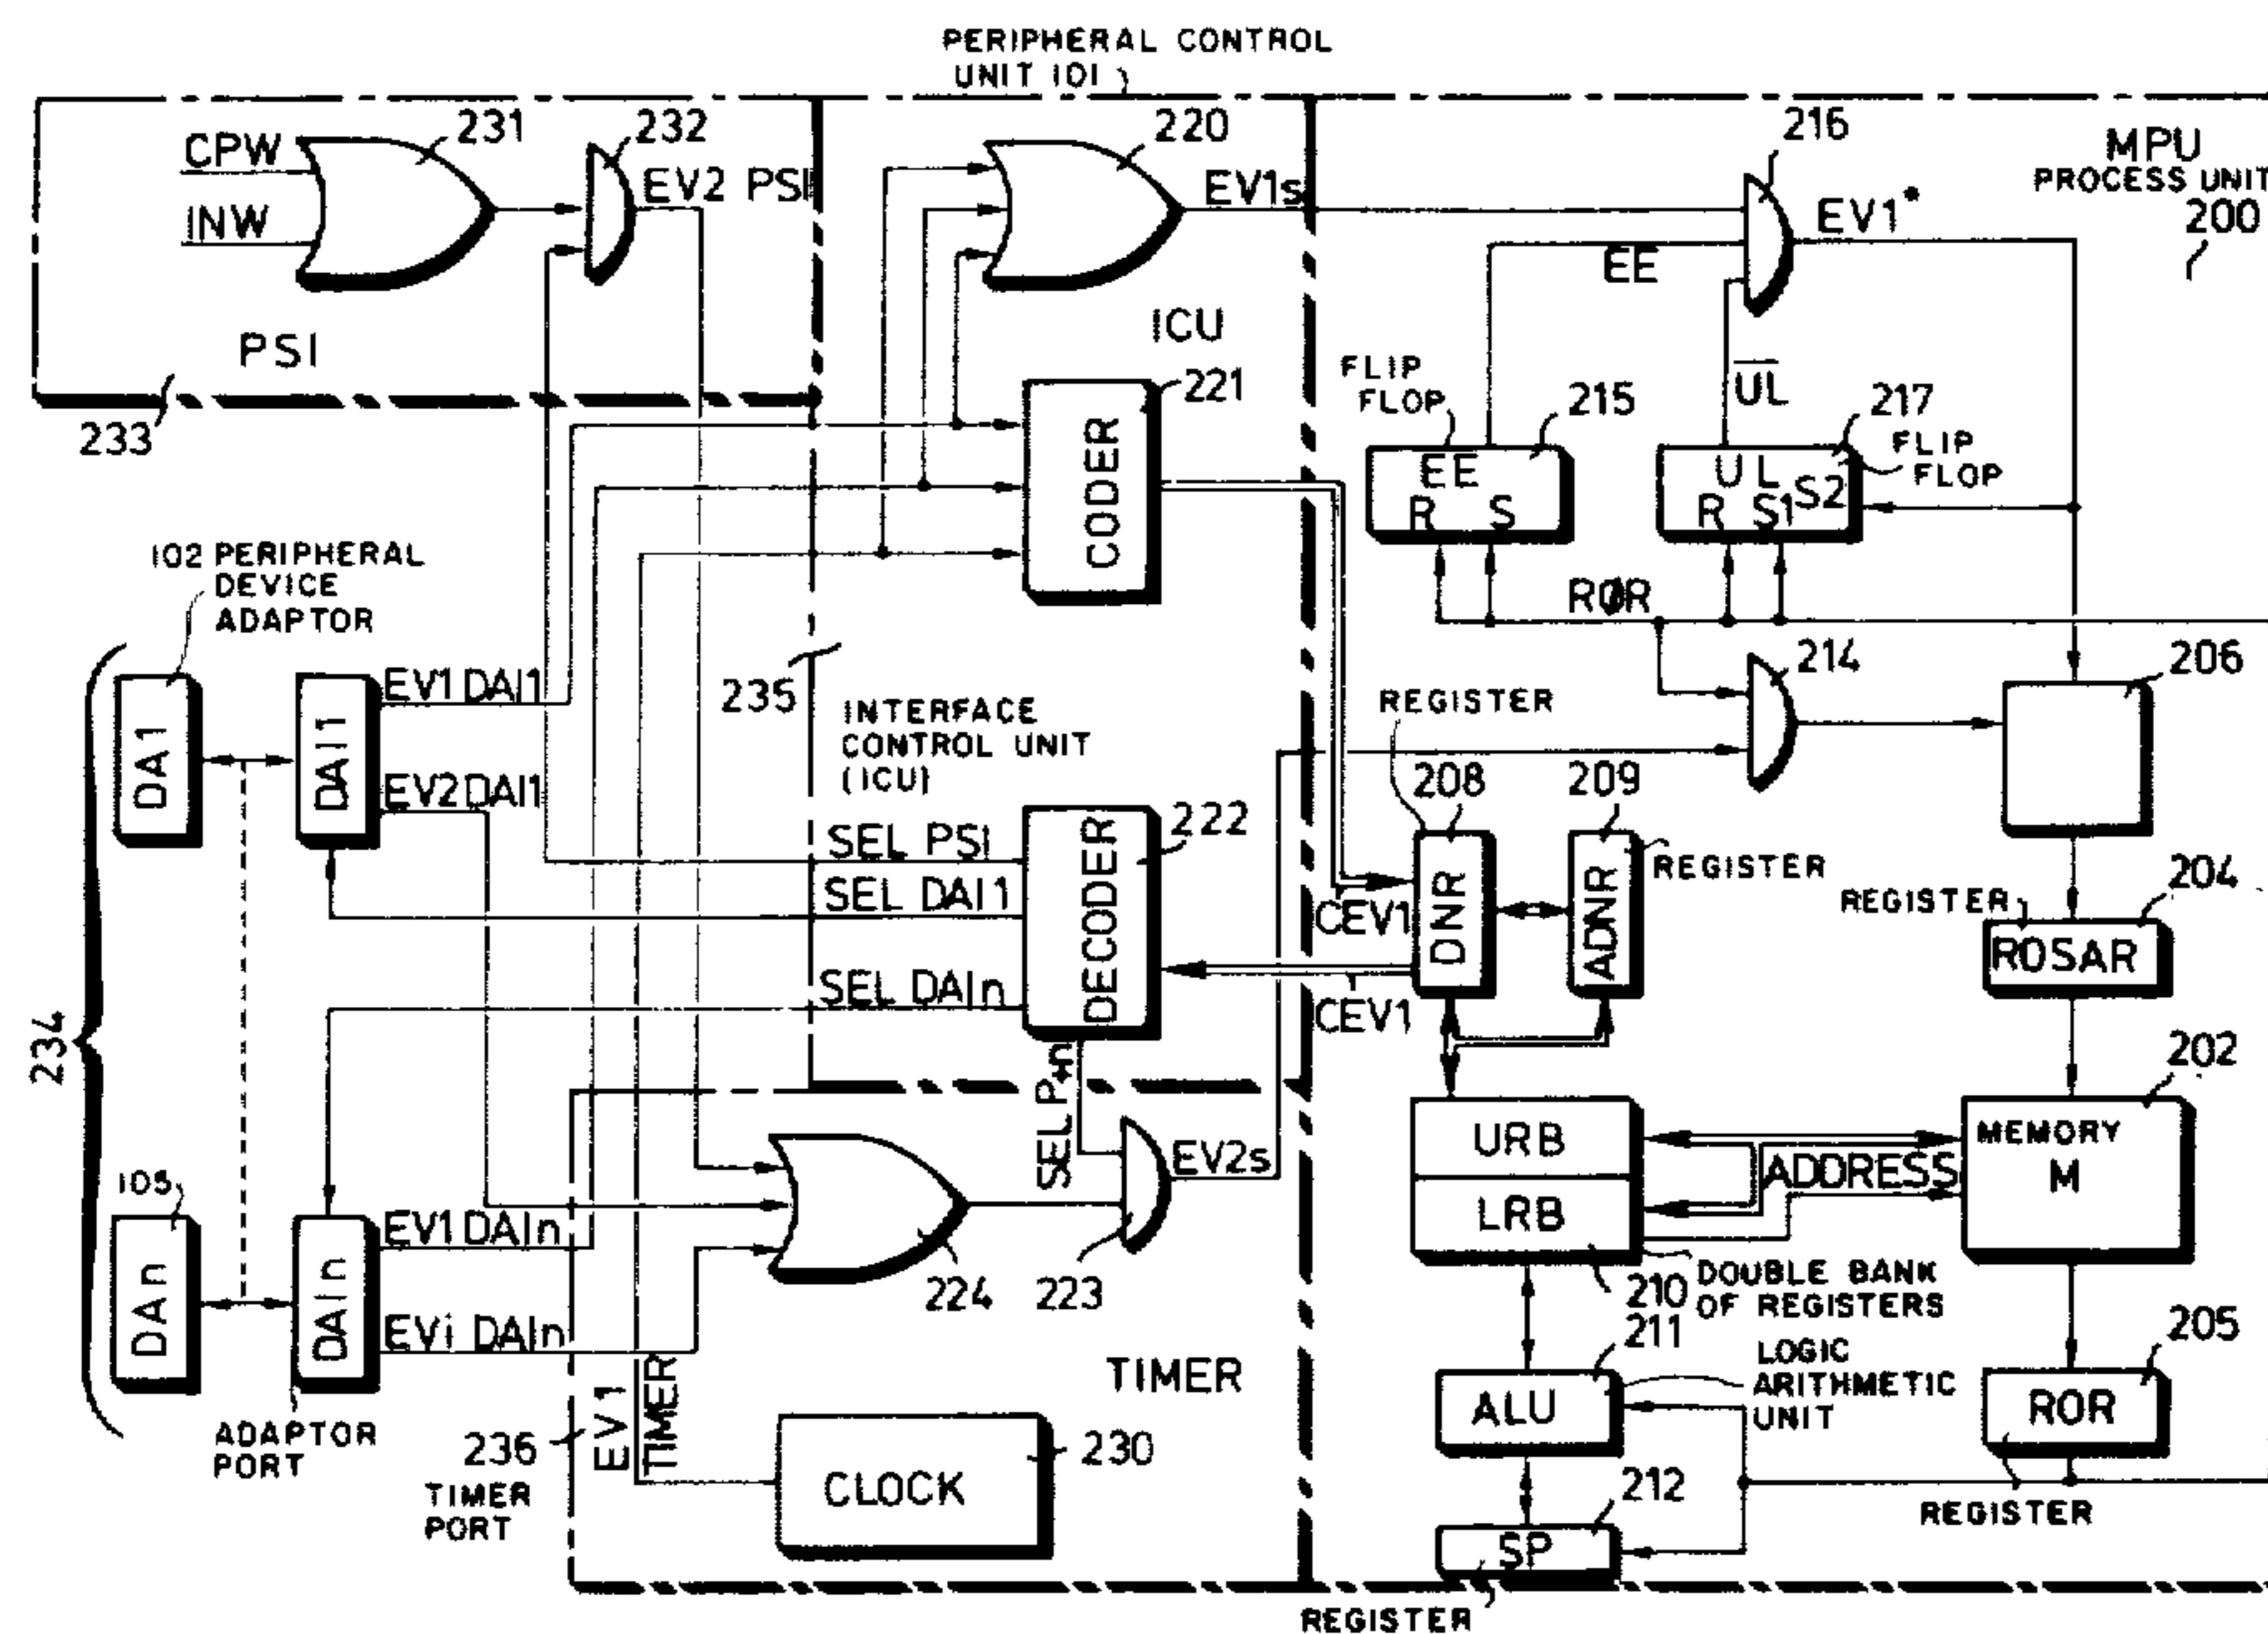 PERIPHERAL CONTROL
UNIT 101
231
232
220
216
MPU
PROCESS UNIT
200
CPW
INW
EV2 PSI
EV1s
EV1*
EE
PSI
ICU
233
221
CODER
FLIP
FLOP
215
UL
217
FLIP
FLOP
EE
R S
UL
R S1 S2
102 PERIPHERAL
DEVICE
ADAPTOR
ROR
214
206
235
INTERFACE
CONTROL UNIT
(ICU)
REGISTER
DA1
DAI1
EV1 DAI1
EV2 DAI1
208
209
222
DECODER
SEL PSI
SEL DAI1
SEL DAIn
DNR
ADNR
REGISTER
CEV1
CEV1
204
REGISTER
ROSAR
234
SEL P+n
202
MEMORY
M
URB
LRB
ADDRESS
105
DAn
DAIn
EV1 DAIn
EVi DAIn
EV2s
224
223
210
DOUBLE BANK
OF REGISTERS
211
LOGIC
ARITHMETIC
UNIT
ALU
205
ROR
REGISTER
ADAPTOR
PORT
236
TIMER
PORT
EV1
TIMER
TIMER
CLOCK
230
212
SP
REGISTER